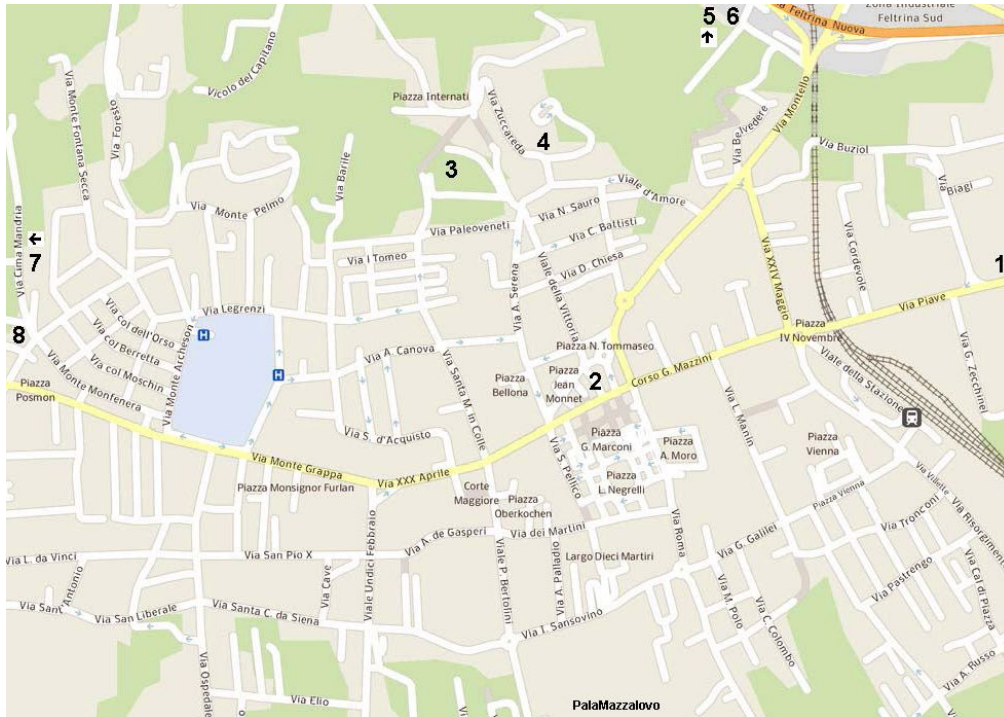 5
6
Zona Industriale
Feltrina Sud
Feltrina Nuova
Via Monte Fontana Secca
Via Foresto
Vicolo del Capitano
Piazza Internati
Via Zuccareda
4
3
Via Belvedere
Via Montello
Via Buziol
Via Biagi
Via Barile
Via Monte Pelmo
Viale d'Amore
Via N. Sauro
Via Paleoveneti
Via C. Battisti
Via Cima Mandria
7
Via I Tomeo
Via D. Chiesa
Via A. Serena
Viale della Vittoria
Via XXIV Maggio
Via Cordevole
1
Via Piave
Via Legrenzi
Via col dell'Orso
Via col Berretta
Via col Moschin
Via Monte Monfenera
Via Monte Aicheson
H
H
8
Piazza
Posmon
Via A. Canova
Via Santa M. in Colle
Piazza
Bellona
Piazza N. Tommaseo
Piazza
Jean
Monnet
2
Corso G. Mazzini
Piazza
IV Novembre
Viale della Stazione
Via G. Zecchinel
Via S. d'Acquisto
Via Monte Grappa
Via XXX Aprile
Piazza Monsignor Furlan
Corte
Maggiore
Piazza
Oberkochen
Via S. Pellico
Piazza
G. Marconi
Piazza
A. Moro
Piazza
L. Negrelli
Via L. Manin
Piazza
Vienna
Piazza Vienna
Via Villette
Via Risorgimento
Via Tronconi
Via L. da Vinci
Via San Pio X
Via A. de Gasperi
Via dei Martini
Largo Dieci Martiri
Via Roma
Via G. Galilei
Via Pastrengo
Via Cal di Piazza
Via Sant'Antonio
Via San Liberale
Via Santa C. da Siena
Via Cave
Viale Undici Febbraio
Viale P. Bertolini
Via A. Palladio
Via I. Sansovino
Via M. Polo
Via C. Colombo
Via A. Russo
Via Ospedale
Via Elio
PalaMazzalovo